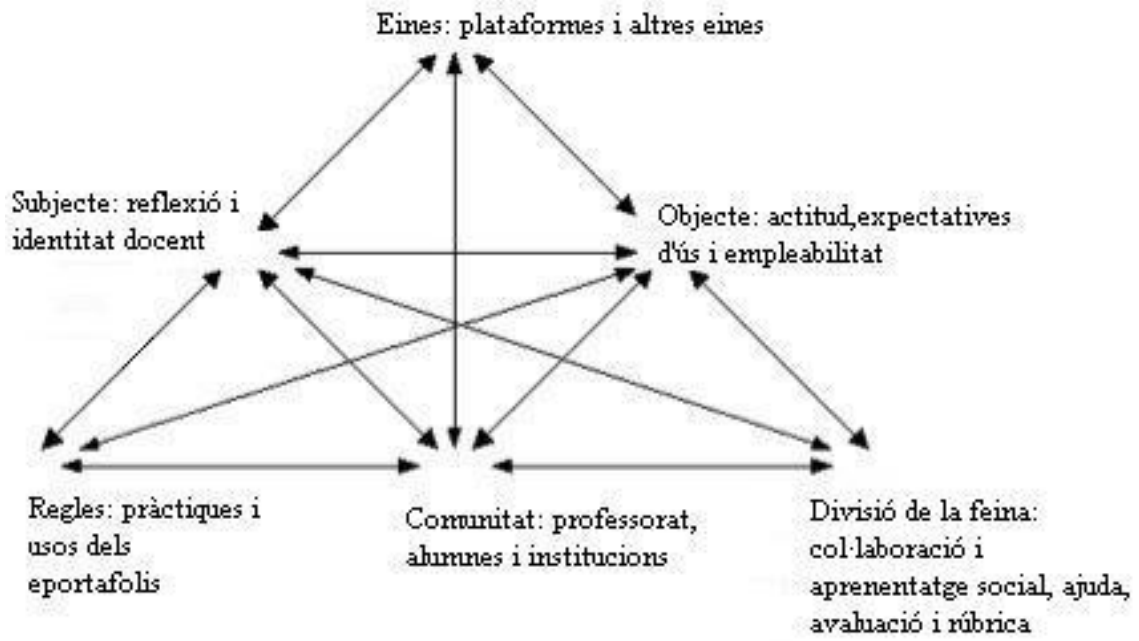 Eines: plataformes i altres eines
Subjecte: reflexió i
identitat docent
Objecte: actitud,expectatives
d'ús i empleabilitat
Regles: pràctiques i
usos dels
eportafolis
Comunitat: professorat,
alumnes i institucions
Divisió de la feina:
col·laboració i
aprenentatge social, ajuda,
avaluació i rúbrica